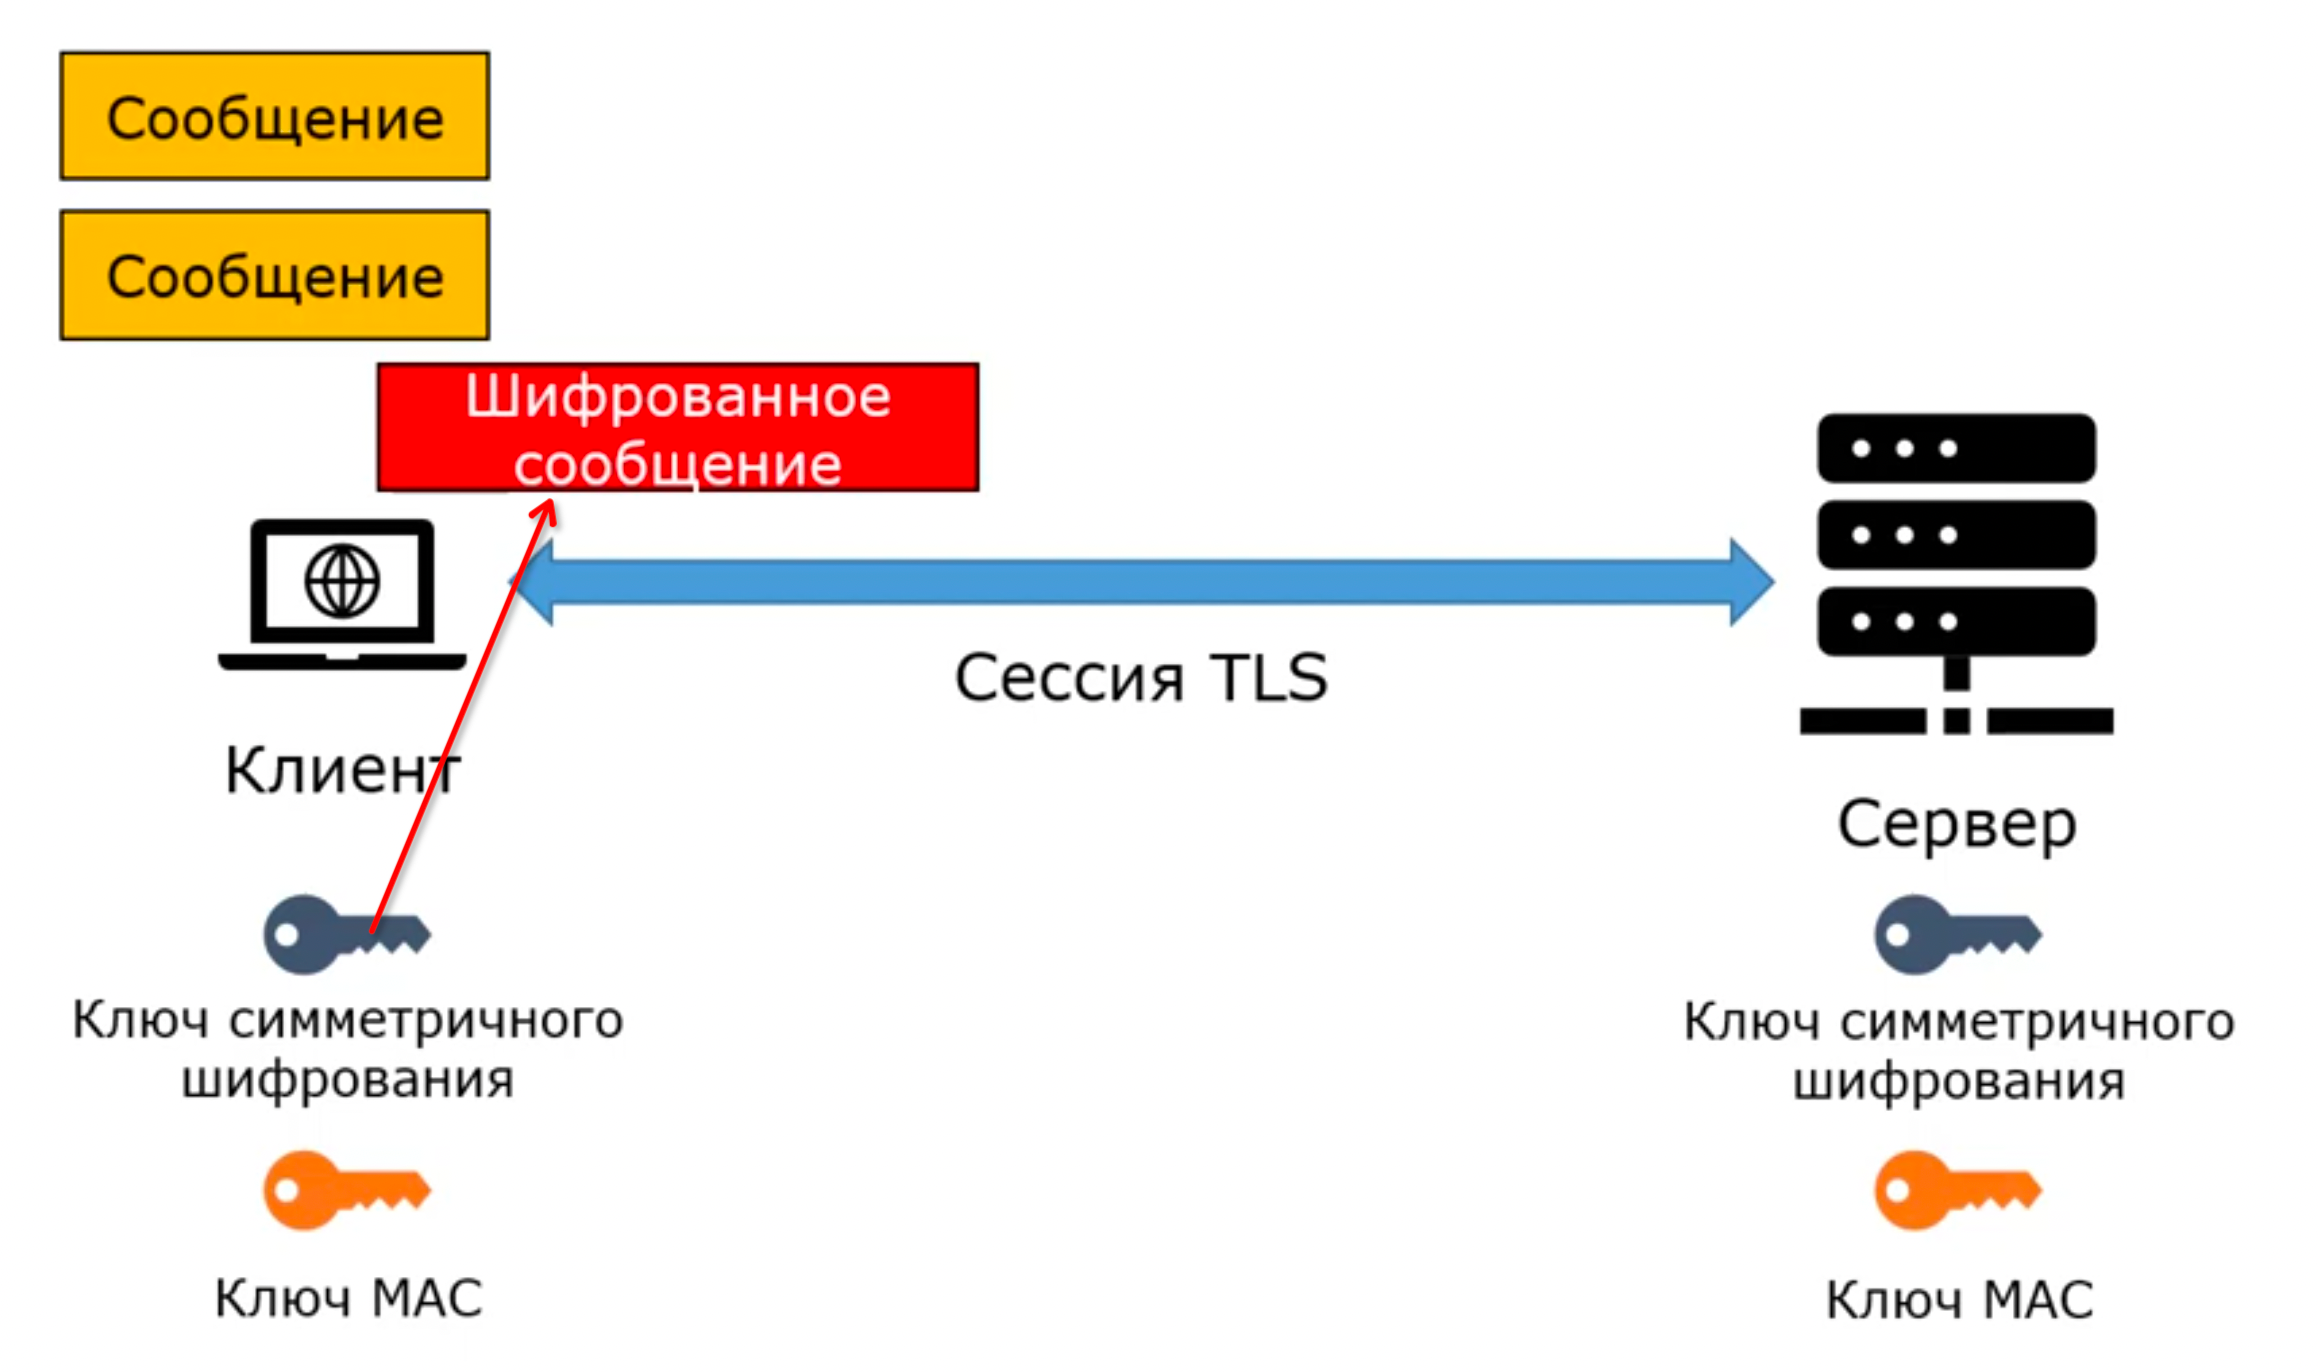 Сообщение
Сообщение
Шифрованное
сообщение
Сессия TLS
Клиент
Сервер
Ключ симметричного
шифрования
Ключ симметричного
шифрования
Ключ MAC
Ключ MAC